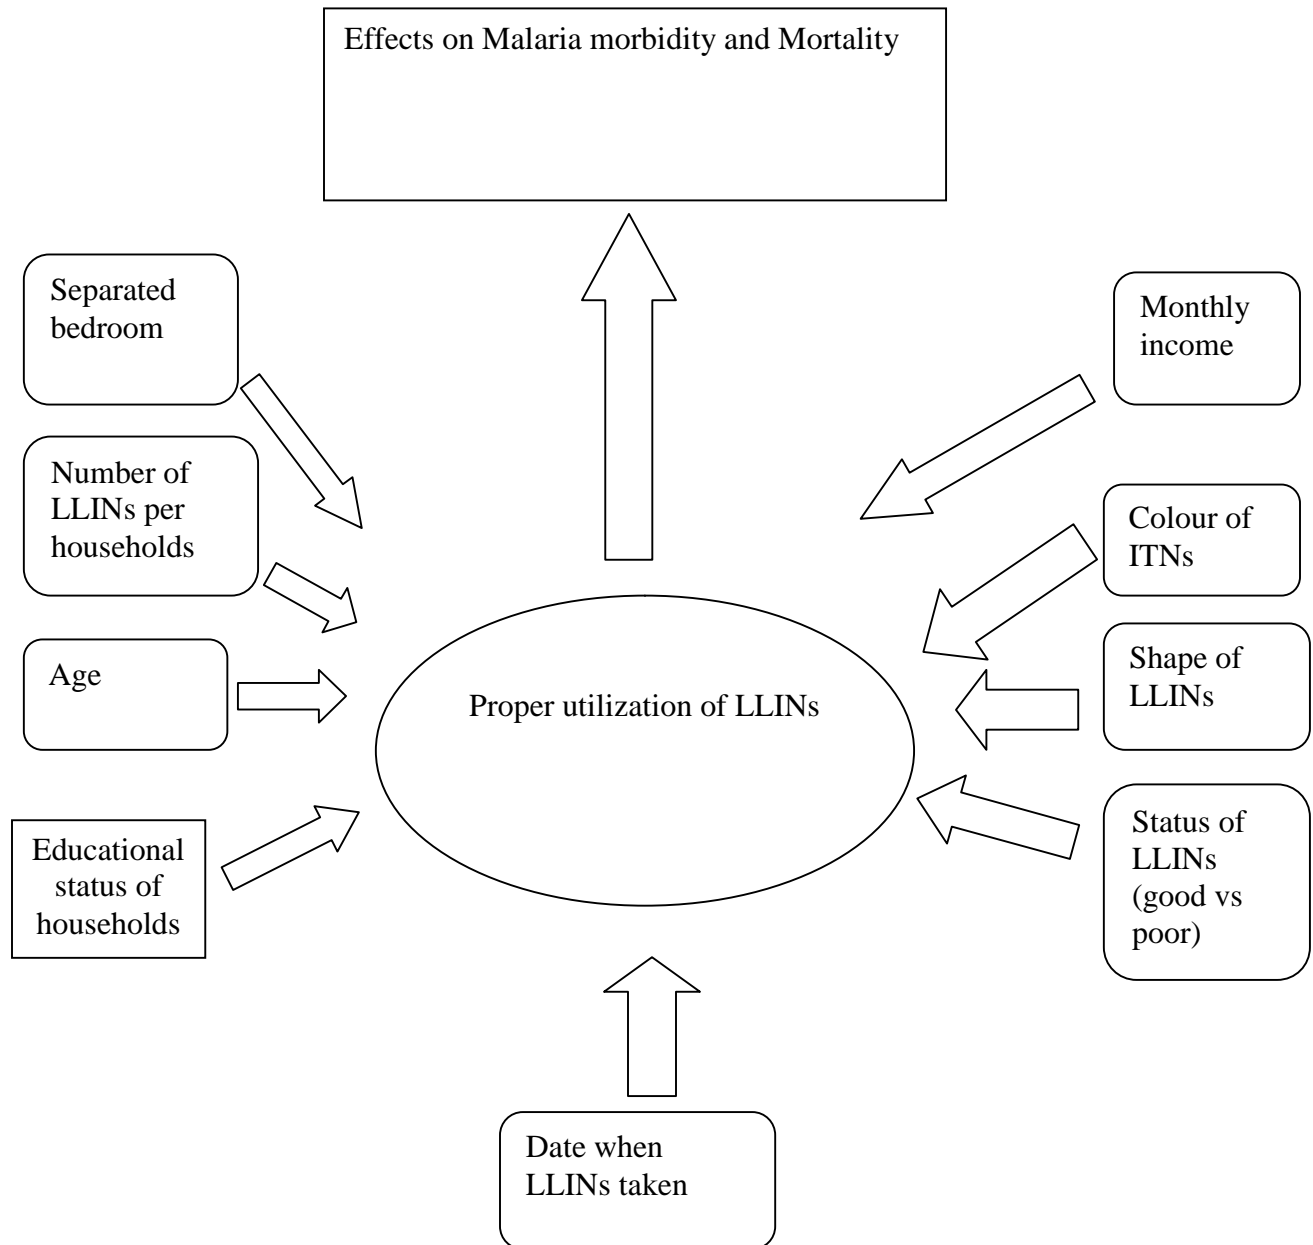 Effects on Malaria morbidity and Mortality
Separated
bedroom
Monthly
income
Number of
LLINs per
households
Colour of
ITNs
Age
Proper utilization of LLINs
Shape of
LLINs
Educational
status of
households
Status of
LLINs
(good vs
poor)
Date when
LLINs taken